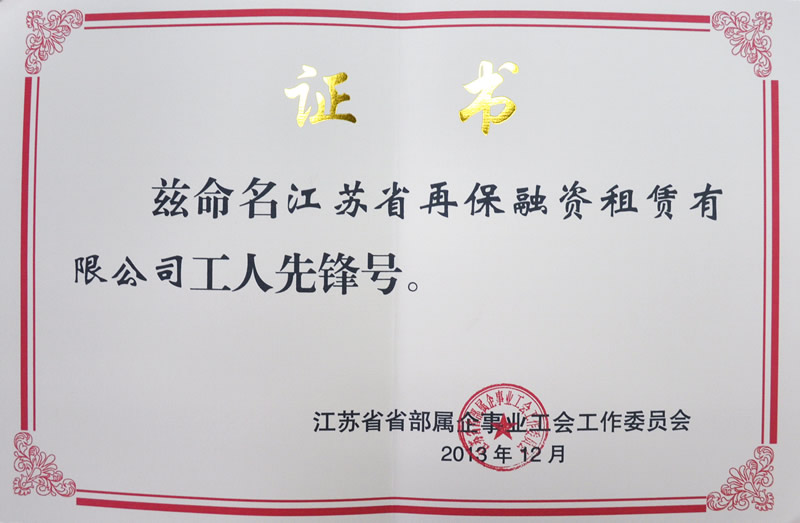 证 书
兹命名江苏省再保融资租赁有
限公司工人先锋号。
江苏省省部属企事业工会工作委员会
2013年12月